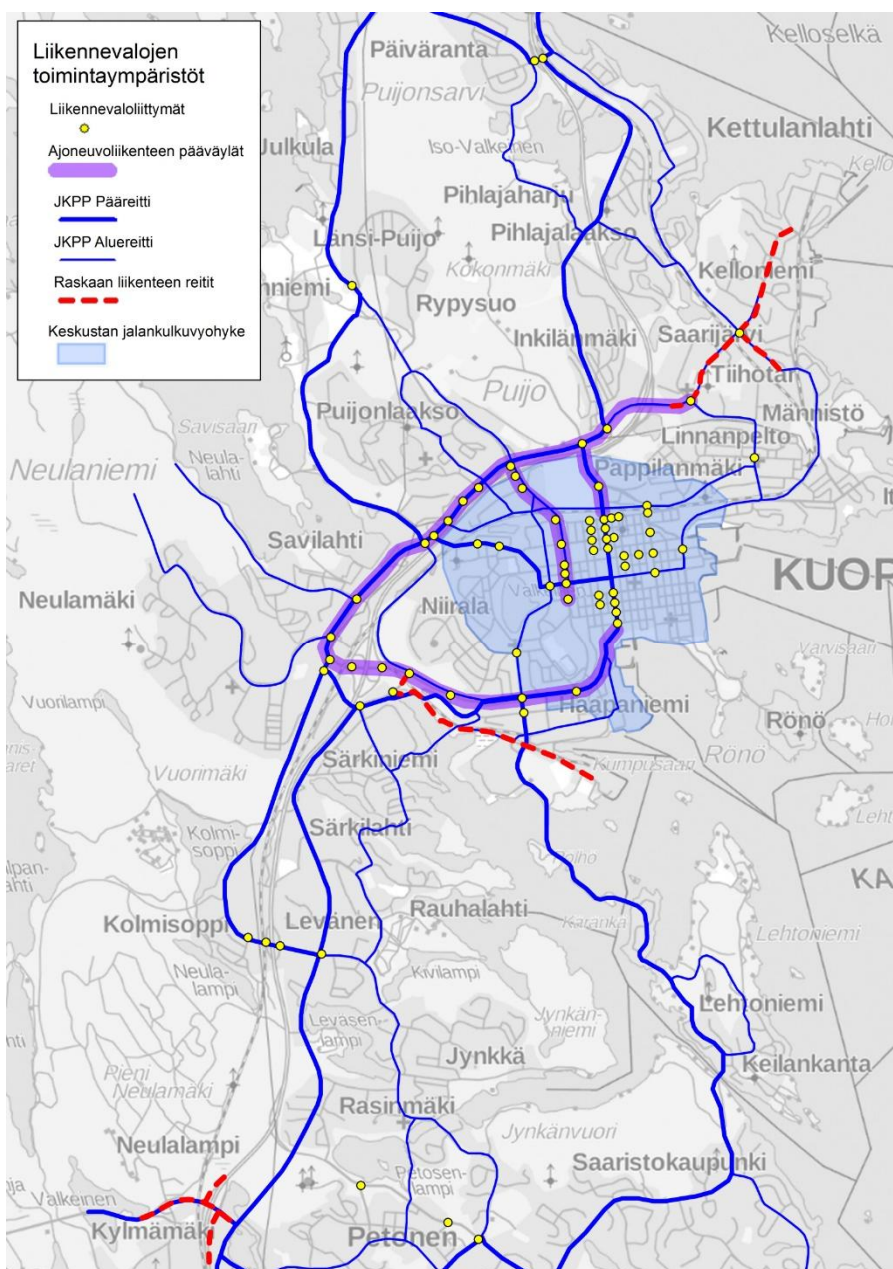 Liikennevalojen
toimintaympäristöt
Liikennevaloliittymät
Ajoneuvoliikenteen pääväylät
JKPP Pääreitti
JKPP Aluereitti
Raskaan liikenteen reitit
Keskustan jalankulkuvyohyke
Päiväranta
Kelloselkä
Puijonsarvi
Kettulanlahti
Julkula
Iso-Valkeinen
Pihlajaharju
Länsi-Puijo
Pihlajalaakso
Kokonmäki
Kelloniemi
nniemi
Rypysuo
Inkilänmäki
Saarijärvi
Puijo
Tiihotar
Puijonlaakso
Männistö
Savisaari
Linnanpelto
Neula-
lahti
Neulaniemi
Pappilanmäki
Savilahti
KUOP
Neulamäki
Niirala
Varvisaari
Vuorilampi
Haapaniemi
Rönö
Rönö
Särkiniemi
Kumpusaari
Vuorimäki
Särkilahti
Kolmi-
soppi
Rauhalahti
Karanka
Kolmisoppi
Levänen
Lehtoniemi
Neula-
lampi
Kivilampi
Lehtoniemi
Leväsen-
lampi
Jynkän-
niemi
Jynkkä
Keilankanta
Pieni
Neulamäki
Rasinmäki
Jynkänvuori
Neulalampi
Petosen-
lampi
Saaristokaupunki
Valkeinen
Kylmämäki
Petonen